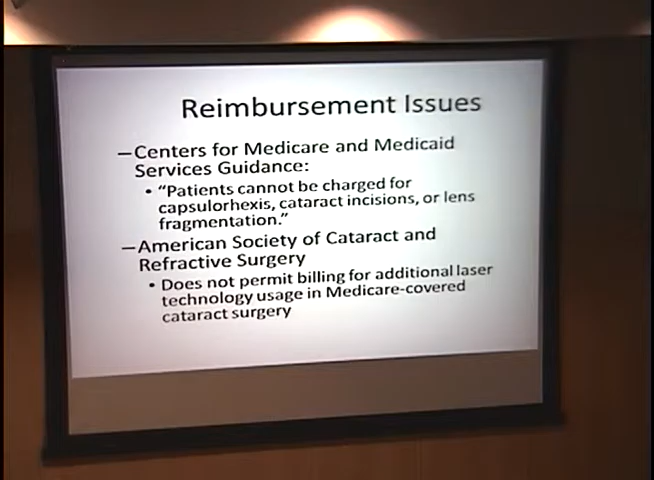 Reimbursement Issues
–Centers for Medicare and Medicaid
Services Guidance:
• “Patients cannot be charged for
capsulorhexis, cataract incisions, or lens
fragmentation.”
–American Society of Cataract and
Refractive Surgery
• Does not permit billing for additional laser
technology usage in Medicare-covered
cataract surgery